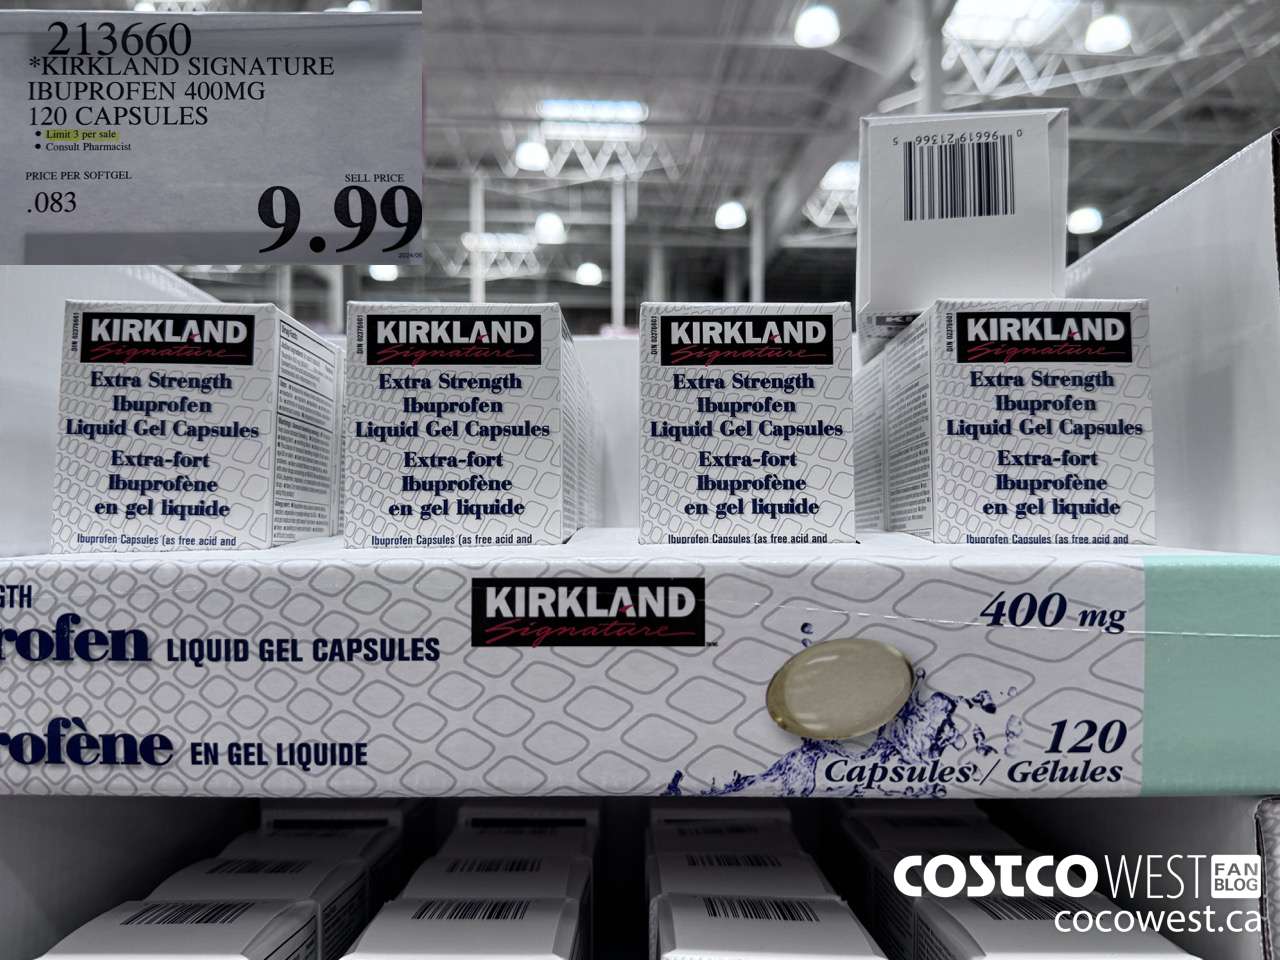 213660
*KIRKLAND SIGNATURE
IBUPROFEN 400MG
120 CAPSULES
• Limit 3 per sale
• Consult Pharmacist
PRICE PER SOFTGEL
SELL PRICE
.083
9.99
0 96619 21366 5
DIN 02376601
KIRKLAND
Signature
Extra Strength
Ibuprofen
Liquid Gel Capsules
Extra-fort
Ibuprofène
en gel liquide
Ibuprofen Capsules (as free acid and
KIRKLAND
Signature
Extra Strength
Ibuprofen
Liquid Gel Capsules
Extra-fort
Ibuprofène
en gel liquide
Ibuprofen Capsules (as free acid and
KIRKLAND
Signature
Extra Strength
Ibuprofen
Liquid Gel Capsules
Extra-fort
Ibuprofène
en gel liquide
Ibuprofen Capsules (as free acid and
KIRKLAND
Signature
Extra Strength
Ibuprofen
Liquid Gel Capsules
Extra-fort
Ibuprofène
en gel liquide
Ibuprofen Capsules (as free acid and
GTH
rofen LIQUID GEL CAPSULES
rofène EN GEL LIQUIDE
KIRKLAND
Signature
400 mg
120
Capsules / Gélules
COSTCO WEST FAN BLOG
cocowest.ca